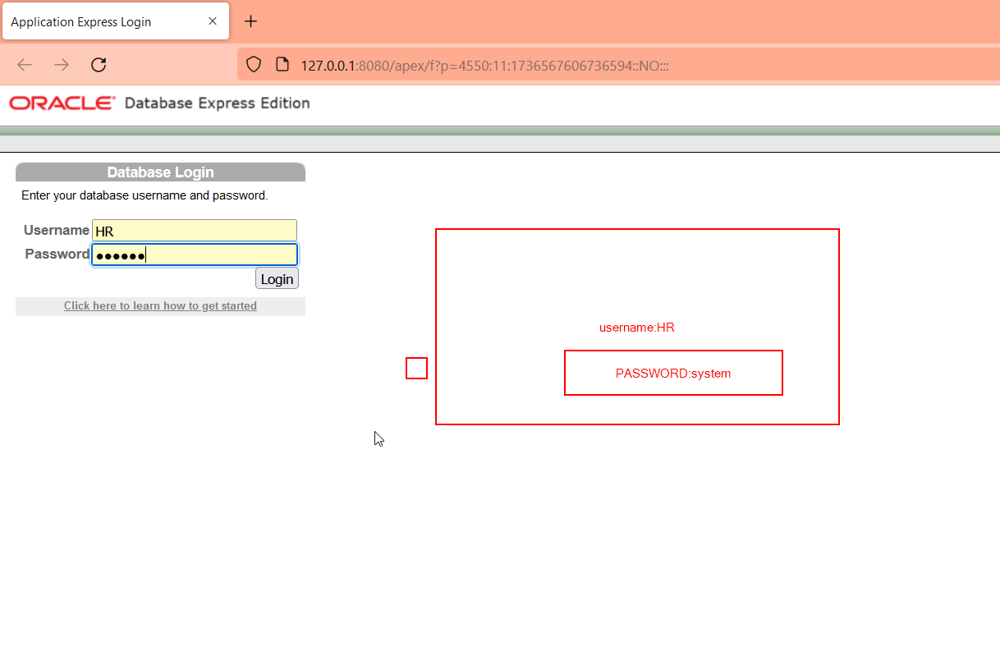 Application Express Login
127.0.0.1:8080/apex/f?p=4550:11:1736567606736594::NO:::
ORACLE® Database Express Edition
Database Login
Enter your database username and password.
Username HR
Password ●●●●●●
Login
Click here to learn how to get started
username:HR
PASSWORD:system